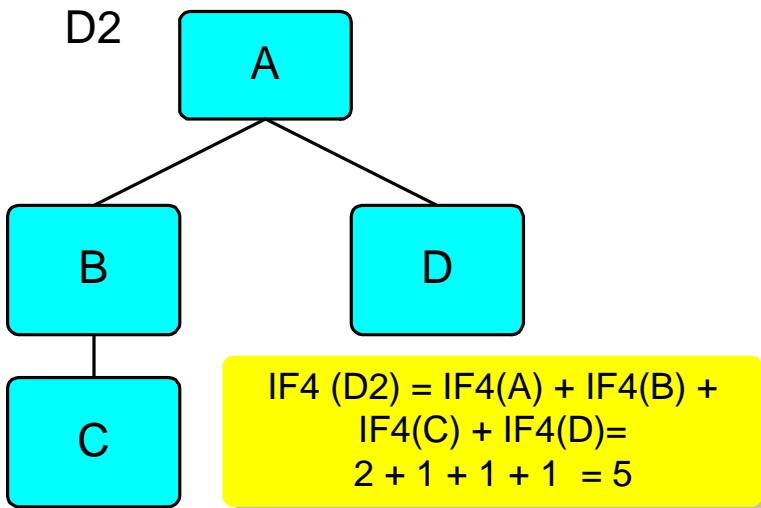 D2
A
B
D
C
IF4 (D2) = IF4(A) + IF4(B) +
IF4(C) + IF4(D)=
2 + 1 + 1 + 1 = 5